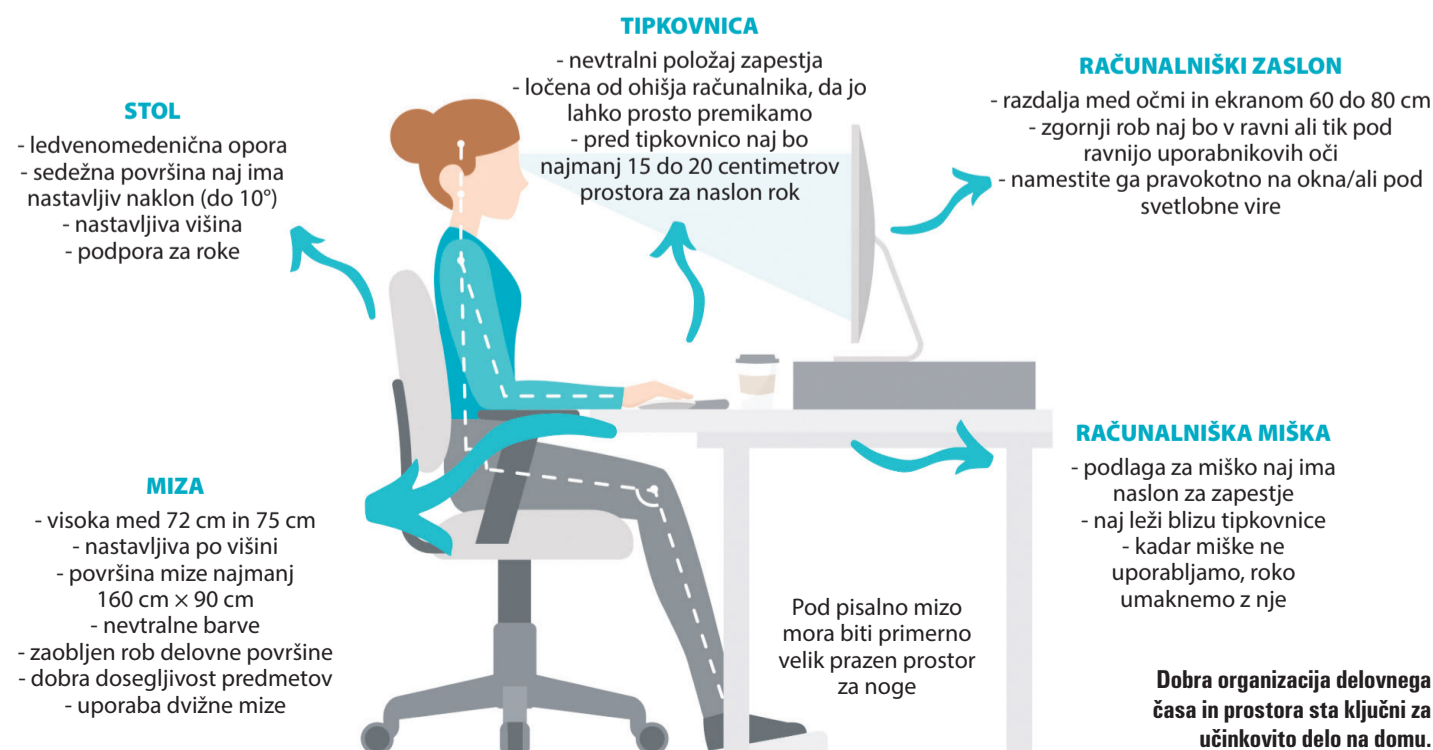 TIPKOVNICA
- nevtralni položaj zapestja
- ločena od ohišja računalnika, da jo
lahko prosto premikamo
- pred tipkovnico naj bo
najmanj 15 do 20 centimetrov
prostora za naslon rok
RAČUNALNIŠKI ZASLON
- razdalja med očmi in ekranom 60 do 80 cm
- zgornji rob naj bo v ravni ali tik pod
ravnijo uporabnikovih oči
- namestite ga pravokotno na okna/ali pod
svetlobne vire
STOL
- ledvenomedenična opora
- sedežna površina naj ima
nastavljiv naklon (do 10°)
- nastavljiva višina
- podpora za roke
MIZA
- visoka med 72 cm in 75 cm
- nastavljiva po višini
- površina mize najmanj
160 cm × 90 cm
- nevtralne barve
- zaobljen rob delovne površine
- dobra dosegljivost predmetov
- uporaba dvižne mize
RAČUNALNIŠKA MIŠKA
- podlaga za miško naj ima
naslon za zapestje
- naj leži blizu tipkovnice
- kadar miške ne
uporabljamo, roko
umaknemo z nje
Pod pisalno mizo
mora biti primerno
velik prazen prostor
za noge
Dobra organizacija delovnega
časa in prostora sta ključni za
učinkovito delo na domu.